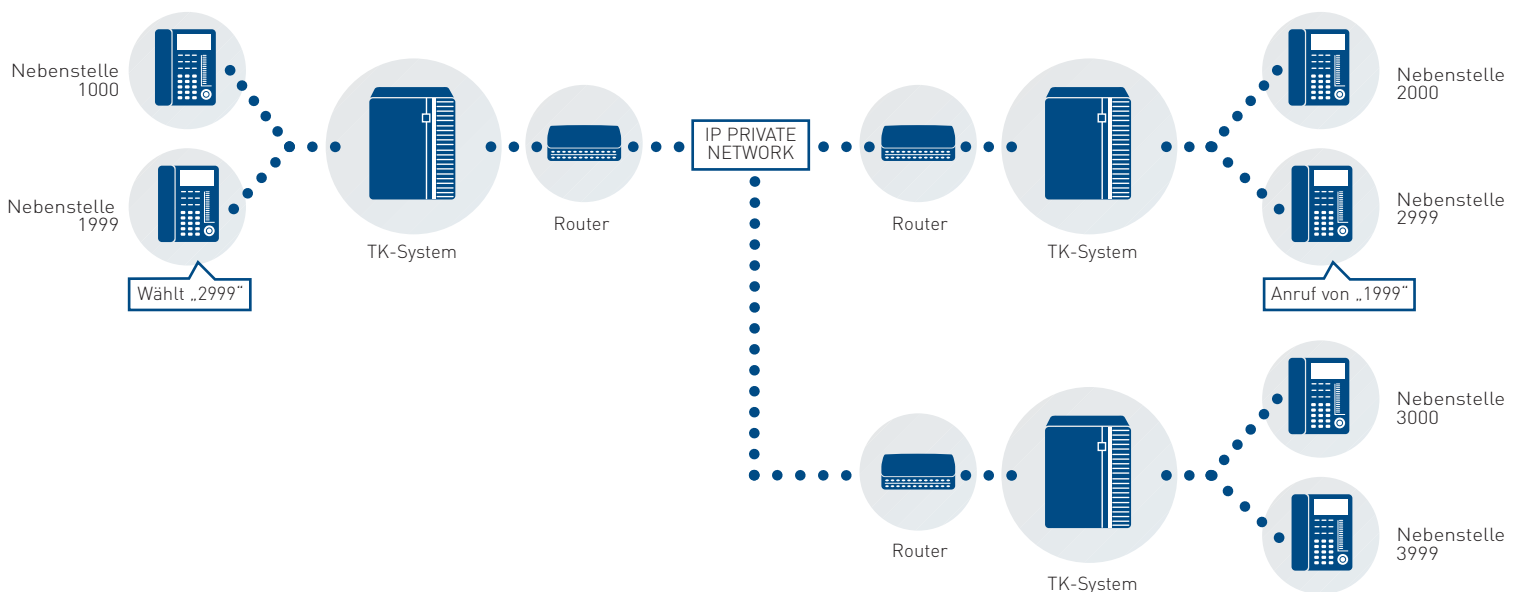 Nebenstelle
1000
Nebenstelle
1999
Wählt „2999“
TK-System
Router
IP PRIVATE
NETWORK
Router
TK-System
Nebenstelle
2000
Nebenstelle
2999
Anruf von „1999“
Router
TK-System
Nebenstelle
3000
Nebenstelle
3999